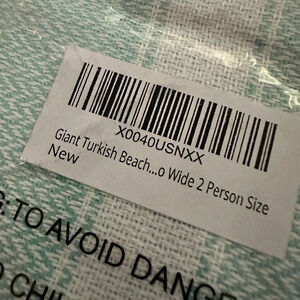 X0040USNXX
Giant Turkish Beach...o Wide 2 Person Size
New
G: TO AVOID DANG